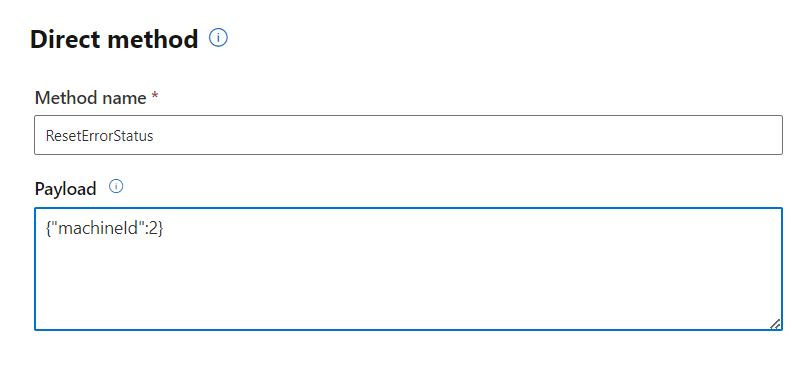 Direct method
Method name *
ResetErrorStatus
Payload
{"machineId":2}